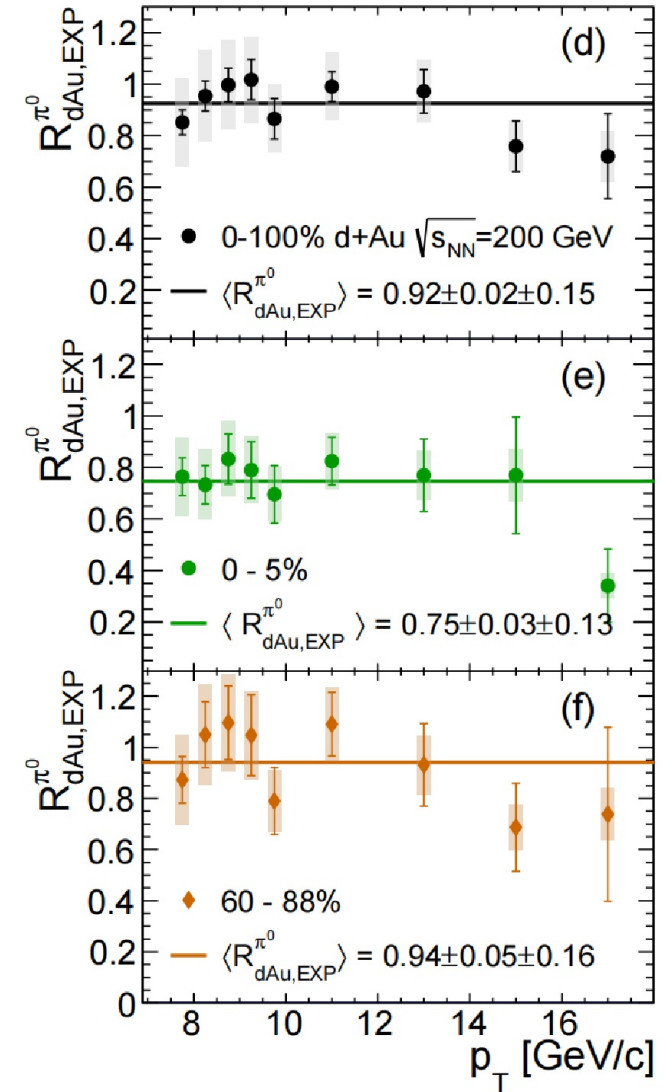 1.2
(d)
1
0.8
0.6
0.4
0.2
R^{π^0}_{dAu,EXP}
0-100% d+Au √s_{NN}=200 GeV
⟨R^{π^0}_{dAu,EXP}⟩ = 0.92±0.02±0.15
1.2
(e)
1
0.8
0.6
0.4
0.2
R^{π^0}_{dAu,EXP}
0 - 5%
⟨ R^{π^0}_{dAu,EXP} ⟩ = 0.75±0.03±0.13
1.2
(f)
1
0.8
0.6
0.4
0.2
0
R^{π^0}_{dAu,EXP}
60 - 88%
⟨R^{π^0}_{dAu,EXP}⟩ = 0.94±0.05±0.16
8 10 12 14 16
p_T [GeV/c]